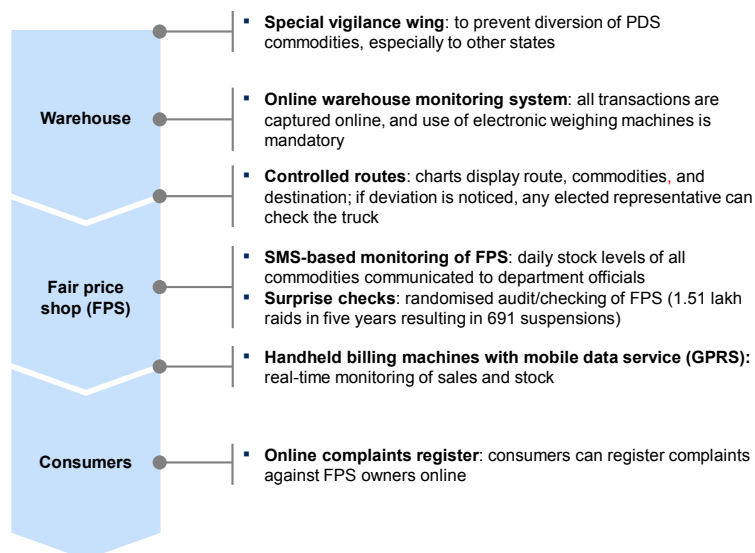 ▪ Special vigilance wing: to prevent diversion of PDS
commodities, especially to other states
Warehouse
▪ Online warehouse monitoring system: all transactions are
captured online, and use of electronic weighing machines is
mandatory
▪ Controlled routes: charts display route, commodities, and
destination; if deviation is noticed, any elected representative can
check the truck
Fair price
shop (FPS)
▪ SMS-based monitoring of FPS: daily stock levels of all
commodities communicated to department officials
▪ Surprise checks: randomised audit/checking of FPS (1.51 lakh
raids in five years resulting in 691 suspensions)
▪ Handheld billing machines with mobile data service (GPRS):
real-time monitoring of sales and stock
Consumers
▪ Online complaints register: consumers can register complaints
against FPS owners online